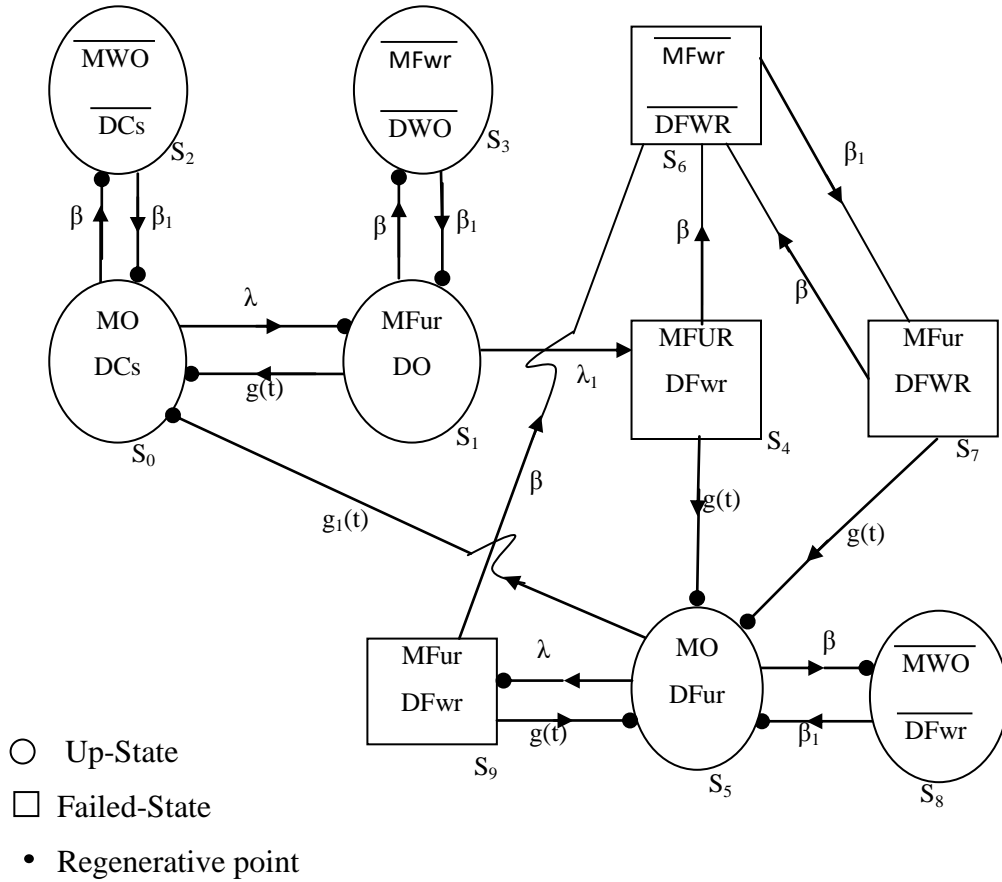 MWO
DCs
S₂
MFwr
DWO
S₃
MFwr
DFWR
S₆
β
β₁
β
β₁
β
β₁
β
MO
DCs
S₀
λ
g(t)
MFur
DO
S₁
λ₁
MFUR
DFwr
S₄
MFur
DFWR
S₇
g₁(t)
β
g(t)
g(t)
MFur
DFwr
S₉
λ
g(t)
MO
DFur
S₅
β
β₁
MWO
DFwr
S₈
Up-State
Failed-State
Regenerative point